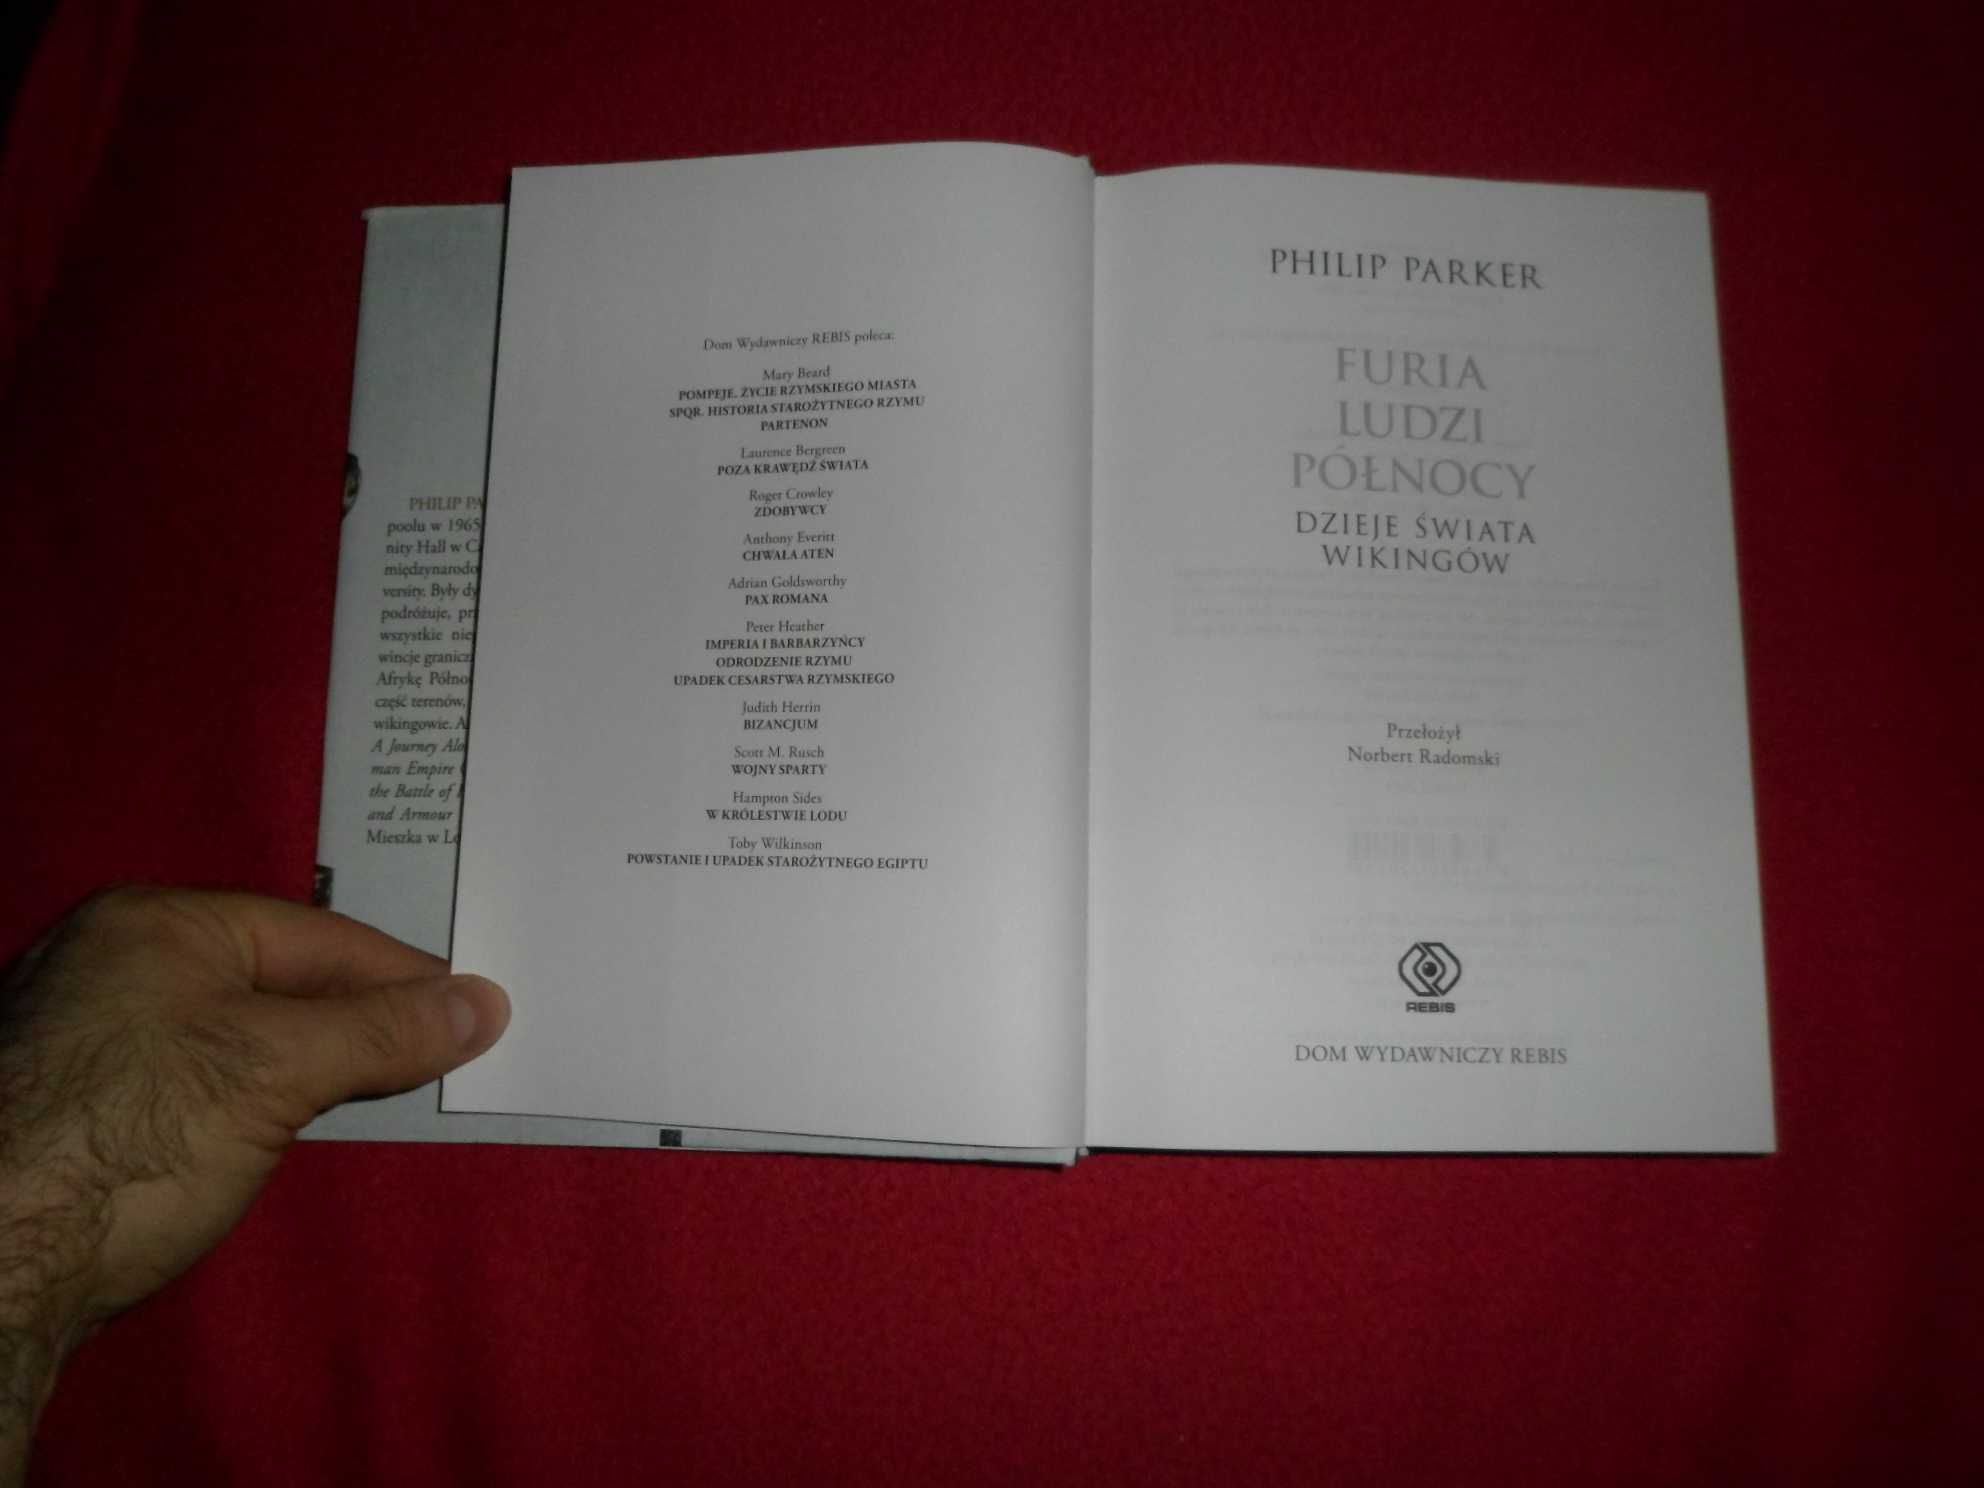 PHILIP PA
poolu w 1965
nity Hall w C
międzynarodo
versity. Były dy
podróżuje, pr
wszystkie nie
wincje granicz
Afrykę Półno
część terenów,
wikingowie. A
A Journey Alo
man Empire
the Battle of
and Armour
Mieszka w Lo
Dom Wydawniczy REBIS poleca:
Mary Beard
POMPEJE. ŻYCIE RZYMSKIEGO MIASTA
SPQR. HISTORIA STAROŻYTNEGO RZYMU
PARTENON
Laurence Bergreen
POZA KRAWĘDŹ ŚWIATA
Roger Crowley
ZDOBYWCY
Anthony Everitt
CHWAŁA ATEN
Adrian Goldsworthy
PAX ROMANA
Peter Heather
IMPERIA I BARBARZYŃCY
ODRODZENIE RZYMU
UPADEK CESARSTWA RZYMSKIEGO
Judith Herrin
BIZANCJUM
Scott M. Rusch
WOJNY SPARTY
Hampton Sides
W KRÓLESTWIE LODU
Toby Wilkinson
POWSTANIE I UPADEK STAROŻYTNEGO EGIPTU
PHILIP PARKER
FURIA
LUDZI
PÓŁNOCY
DZIEJE ŚWIATA
WIKINGÓW
Przełożył
Norbert Radomski
REBIS
DOM WYDAWNICZY REBIS